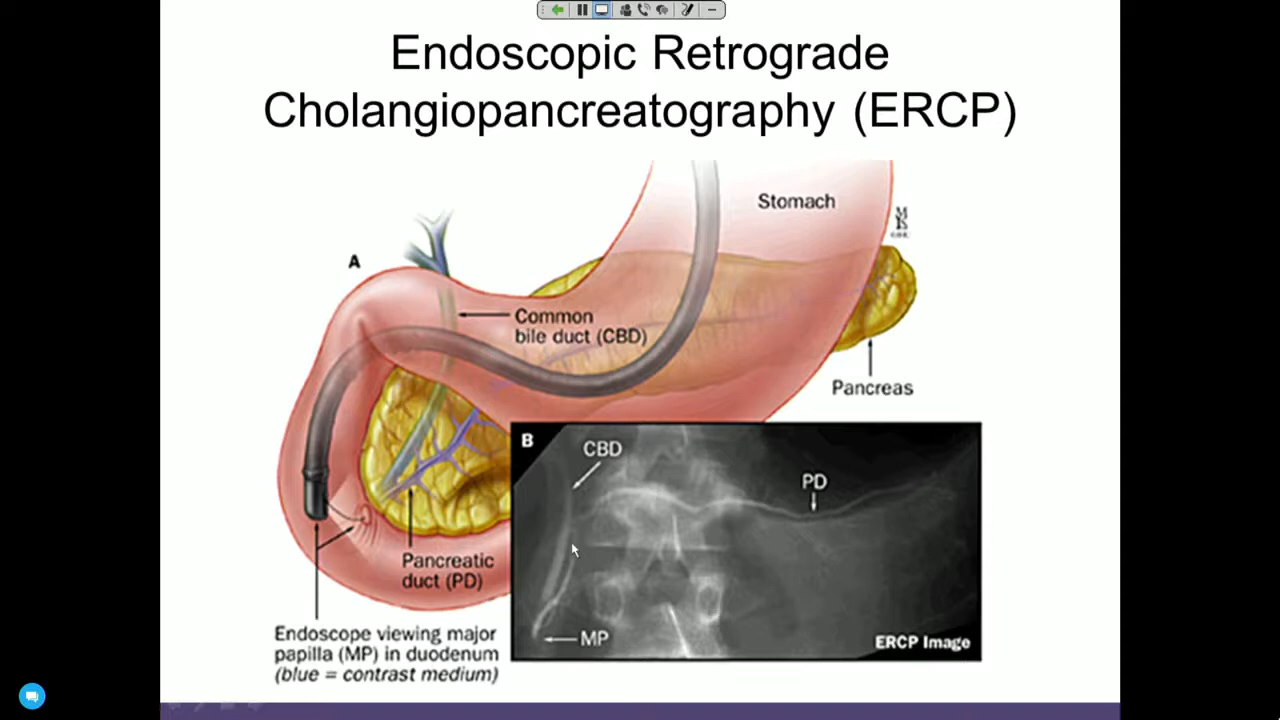 Endoscopic Retrograde
Cholangiopancreatography (ERCP)
Stomach
A
Common
bile duct (CBD)
Pancreas
B
CBD
PD
Pancreatic
duct (PD)
Endoscope viewing major
papilla (MP) in duodenum
(blue = contrast medium)
MP
ERCP Image